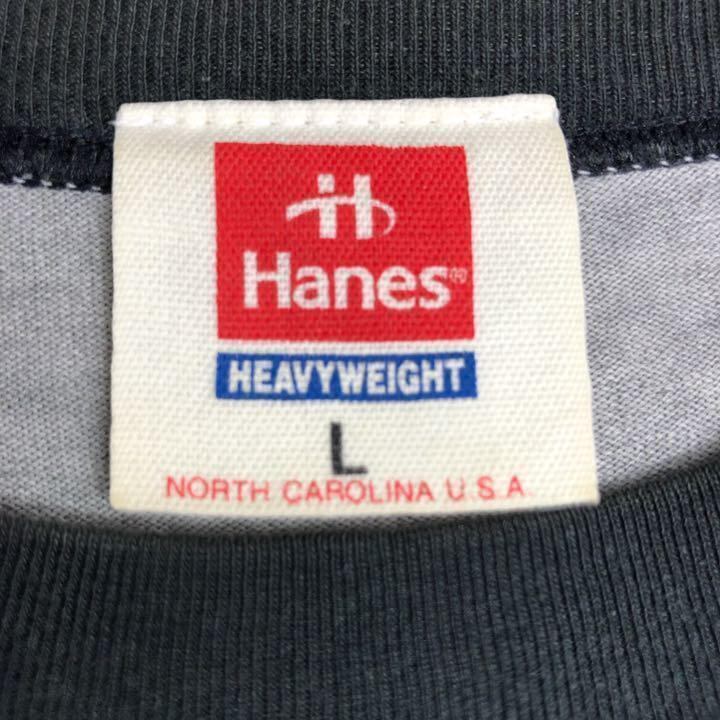 H
Hanes®
HEAVYWEIGHT
L
NORTH CAROLINA U.S.A.